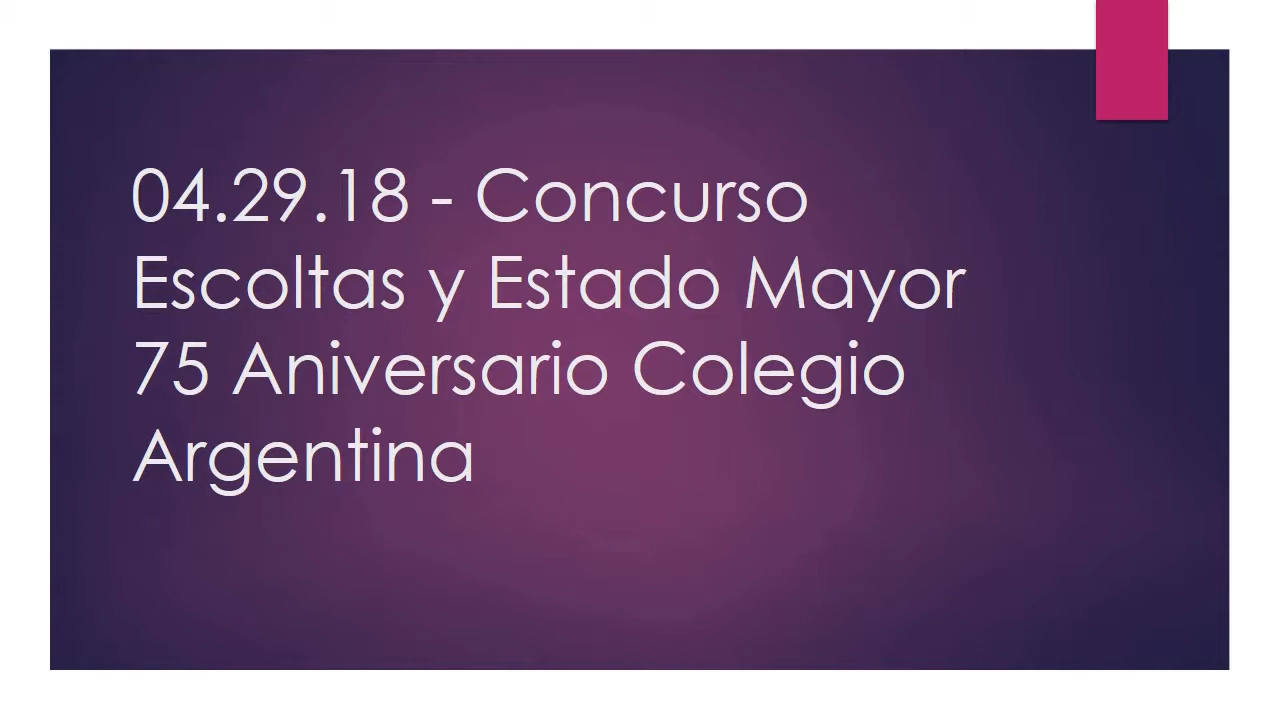 04.29.18 - Concurso
Escoltas y Estado Mayor
75 Aniversario Colegio
Argentina